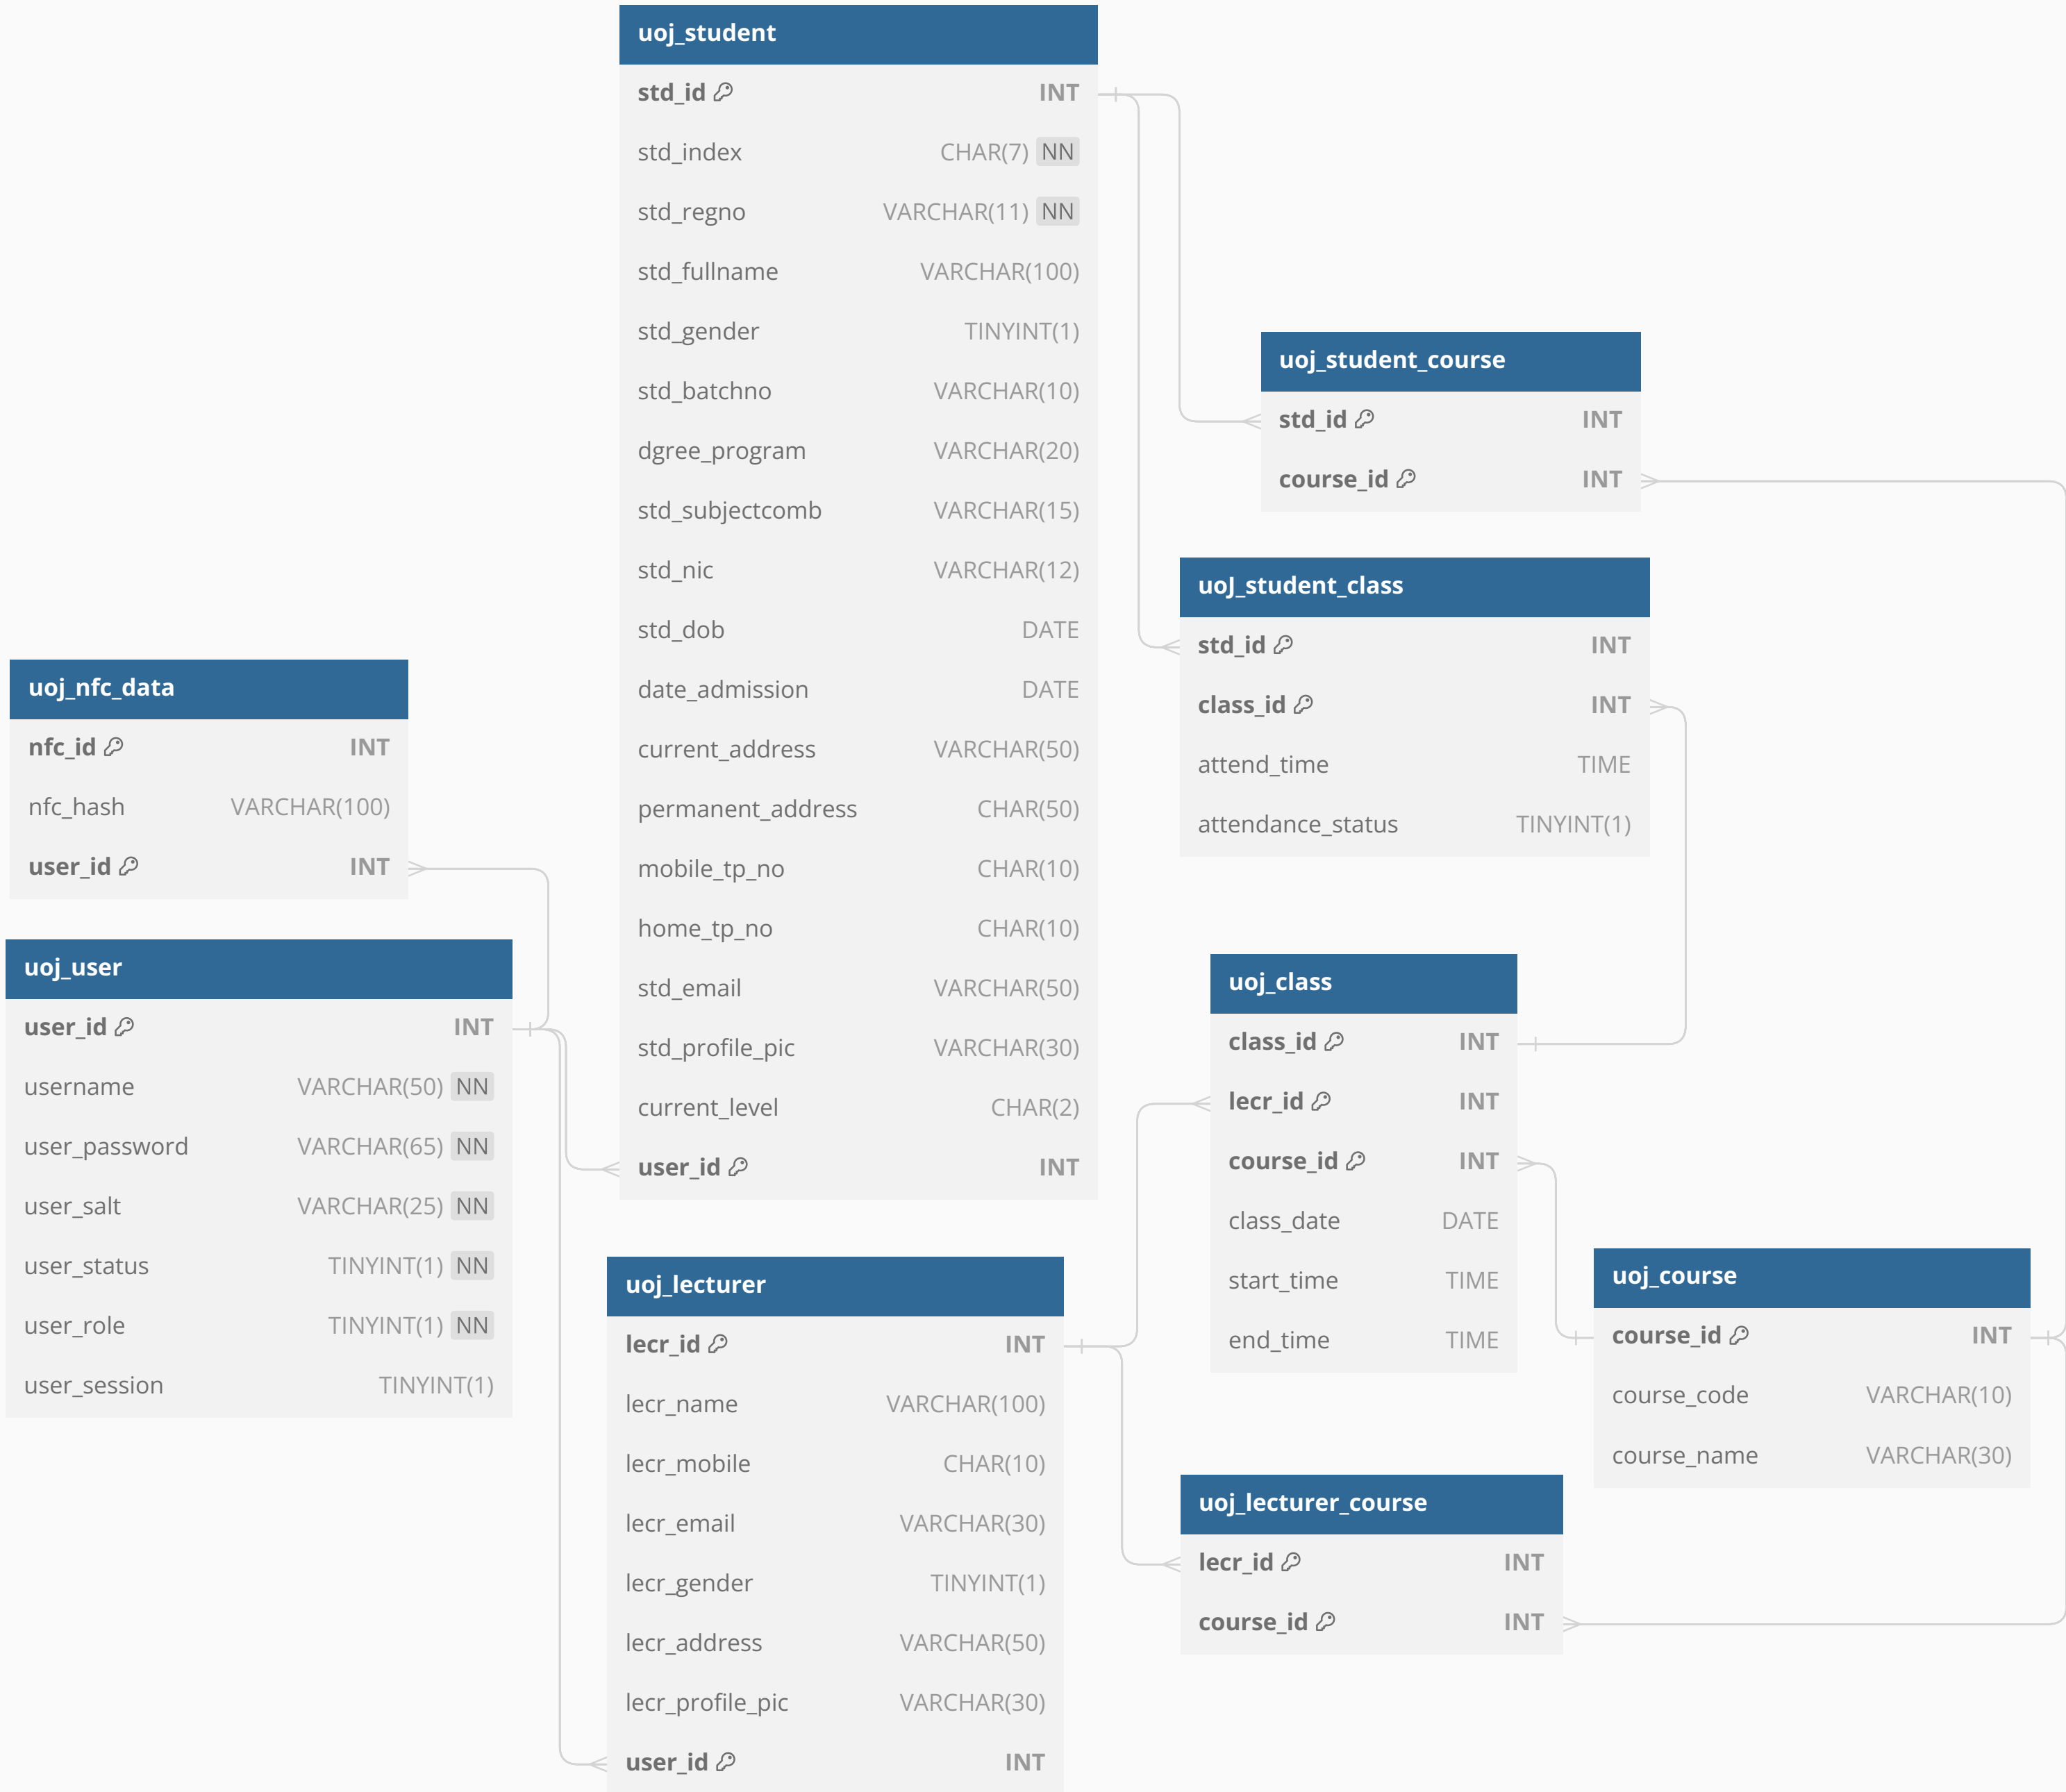 uoj_student
std_id INT
std_index CHAR(7) NN
std_regno VARCHAR(11) NN
std_fullname VARCHAR(100)
std_gender TINYINT(1)
std_batchno VARCHAR(10)
dgree_program VARCHAR(20)
std_subjectcomb VARCHAR(15)
std_nic VARCHAR(12)
std_dob DATE
date_admission DATE
current_address VARCHAR(50)
permanent_address CHAR(50)
mobile_tp_no CHAR(10)
home_tp_no CHAR(10)
std_email VARCHAR(50)
std_profile_pic VARCHAR(30)
current_level CHAR(2)
user_id INT
uoj_student_course
std_id INT
course_id INT
uoJ_student_class
std_id INT
class_id INT
attend_time TIME
attendance_status TINYINT(1)
uoj_nfc_data
nfc_id INT
nfc_hash VARCHAR(100)
user_id INT
uoj_user
user_id INT
username VARCHAR(50) NN
user_password VARCHAR(65) NN
user_salt VARCHAR(25) NN
user_status TINYINT(1) NN
user_role TINYINT(1) NN
user_session TINYINT(1)
uoj_class
class_id INT
lecr_id INT
course_id INT
class_date DATE
start_time TIME
end_time TIME
uoj_course
course_id INT
course_code VARCHAR(10)
course_name VARCHAR(30)
uoj_lecturer
lecr_id INT
lecr_name VARCHAR(100)
lecr_mobile CHAR(10)
lecr_email VARCHAR(30)
lecr_gender TINYINT(1)
lecr_address VARCHAR(50)
lecr_profile_pic VARCHAR(30)
user_id INT
uoj_lecturer_course
lecr_id INT
course_id INT